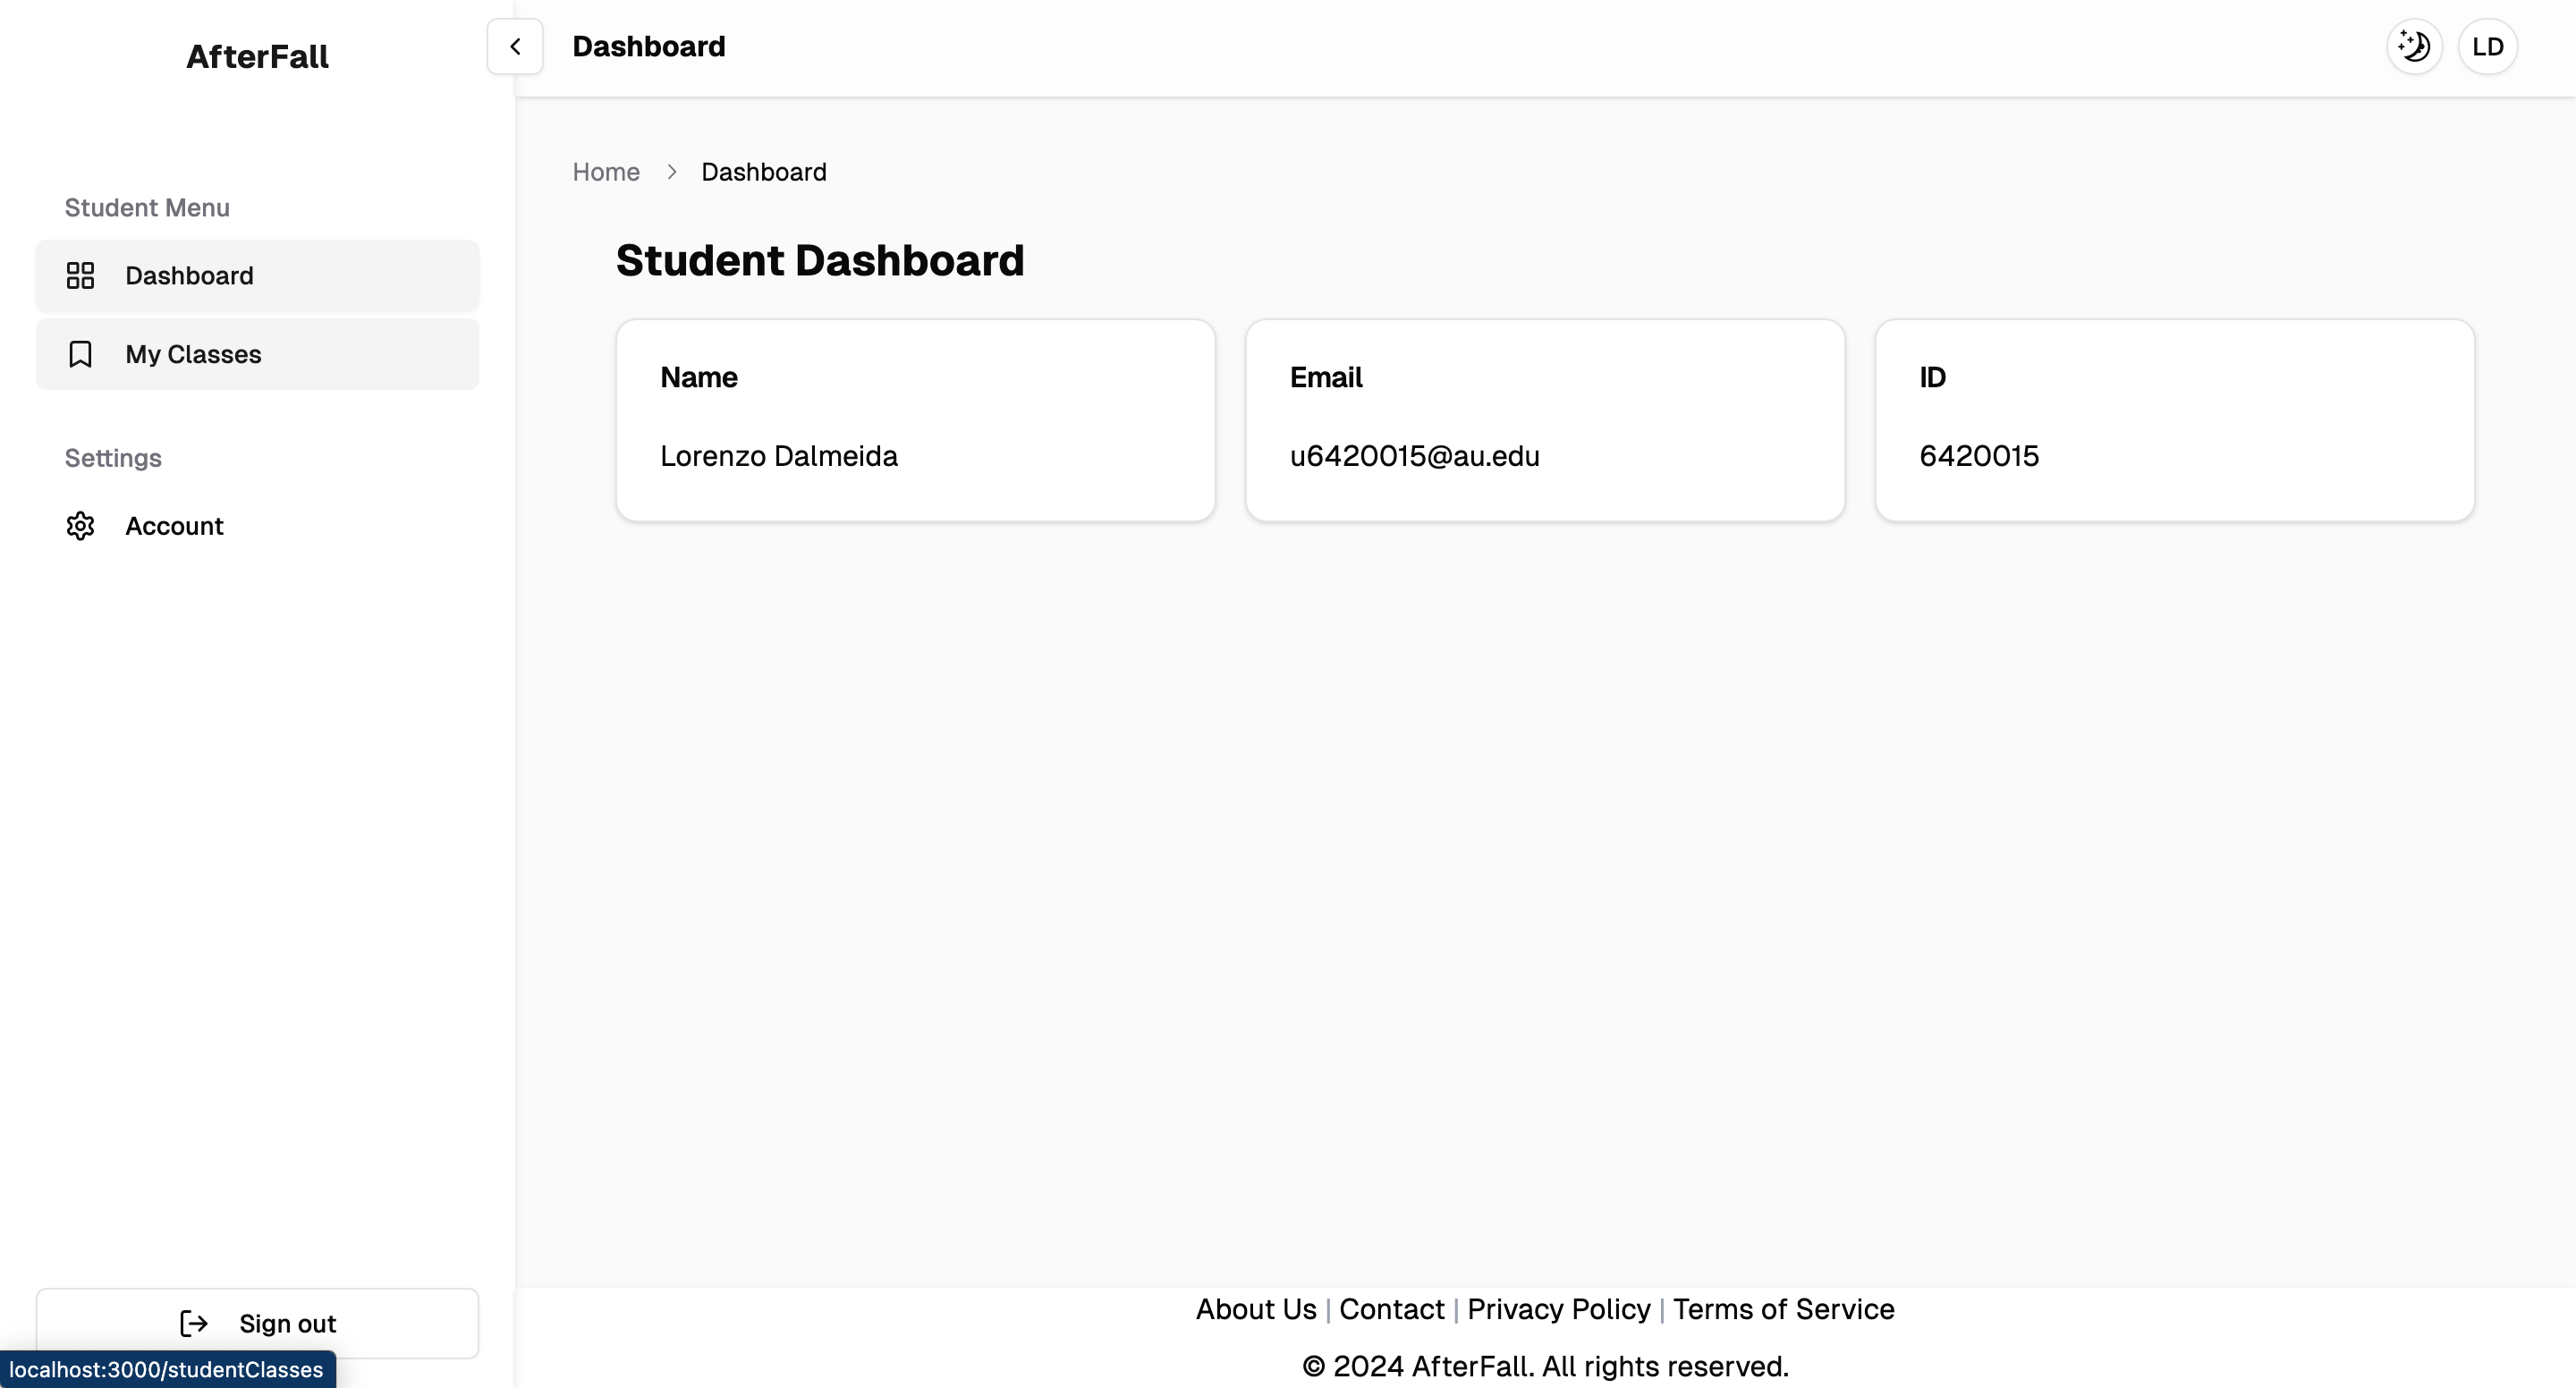 AfterFall
Dashboard
LD
Student Menu
Dashboard
My Classes
Settings
Account
Sign out
Home
Dashboard
Student Dashboard
Name
Lorenzo Dalmeida
Email
u6420015@au.edu
ID
6420015
About Us | Contact | Privacy Policy | Terms of Service
© 2024 AfterFall. All rights reserved.
localhost:3000/studentClasses